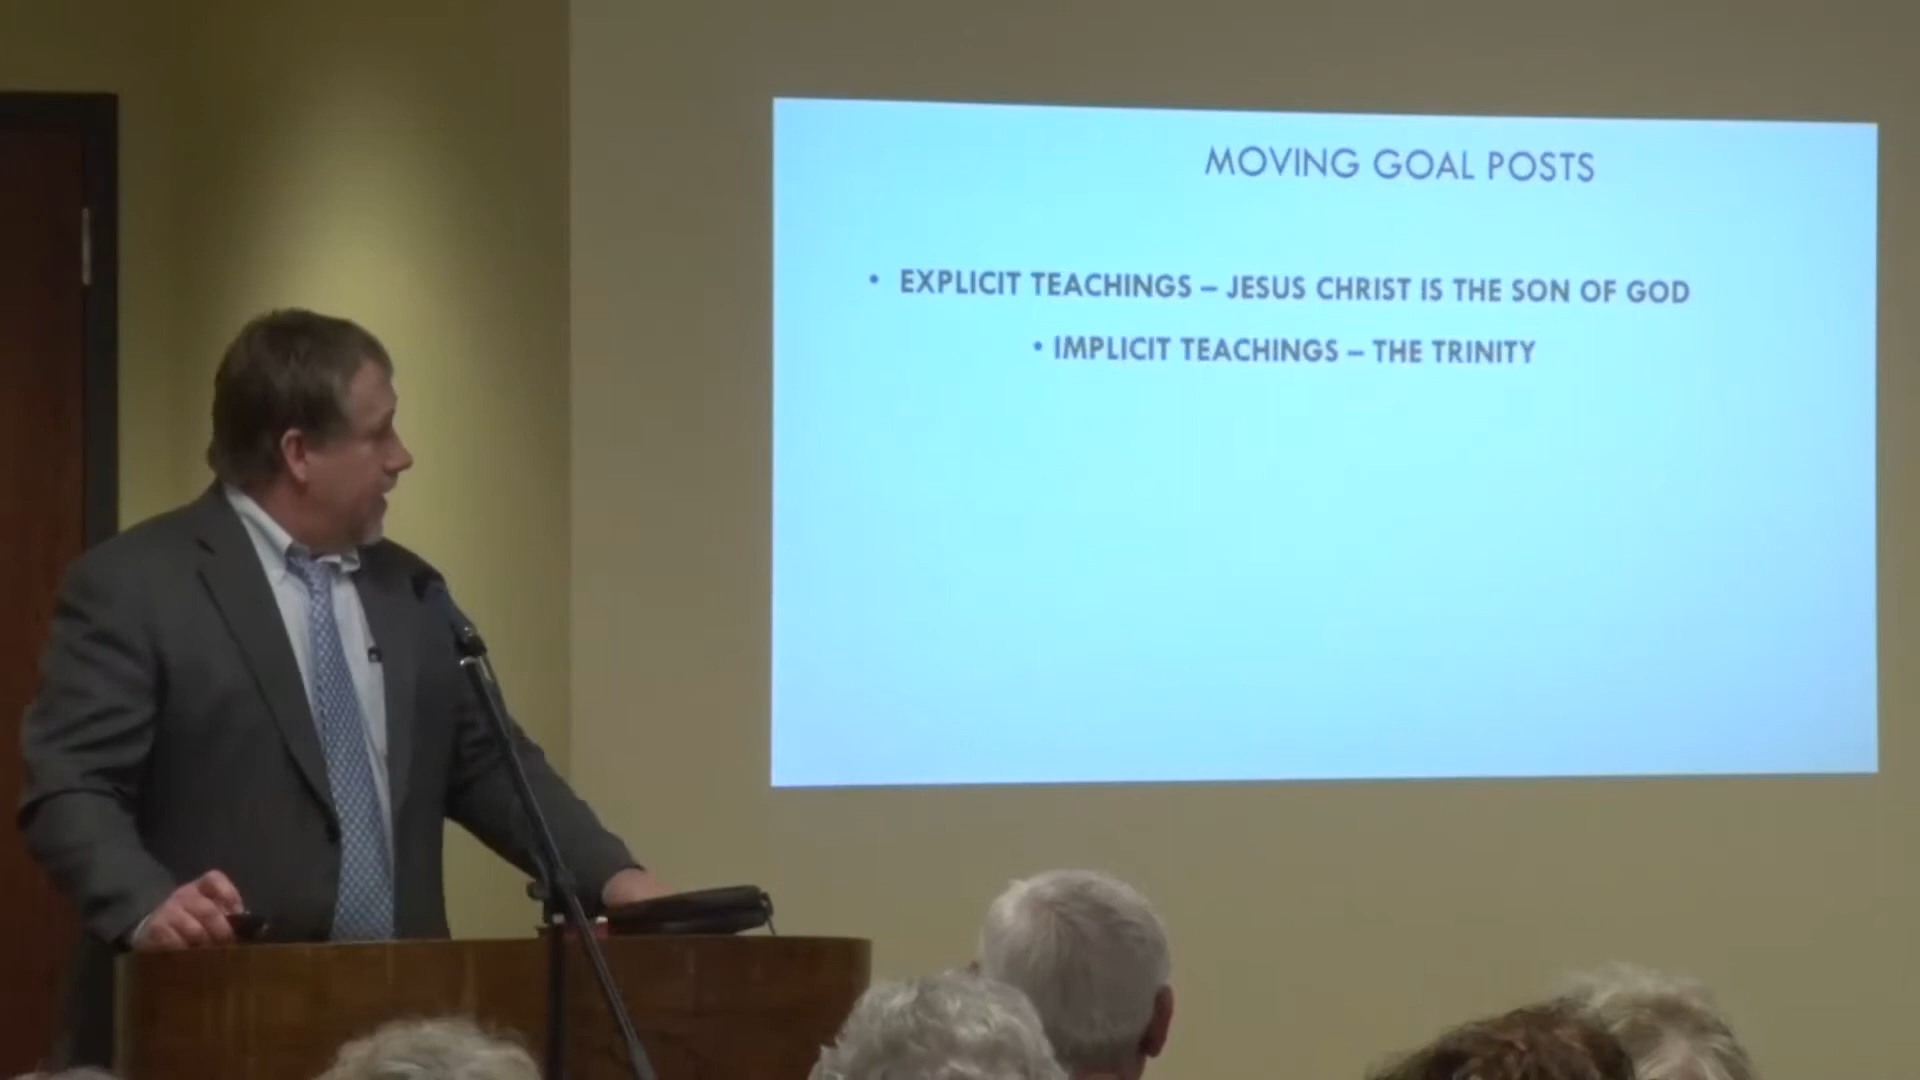 MOVING GOAL POSTS
• EXPLICIT TEACHINGS – JESUS CHRIST IS THE SON OF GOD
• IMPLICIT TEACHINGS – THE TRINITY